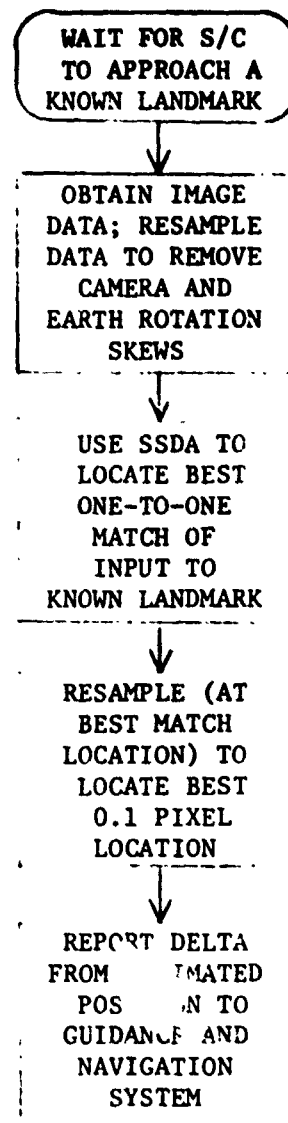 WAIT FOR S/C
TO APPROACH A
KNOWN LANDMARK
OBTAIN IMAGE
DATA; RESAMPLE
DATA TO REMOVE
CAMERA AND
EARTH ROTATION
SKEWS
USE SSDA TO
LOCATE BEST
ONE-TO-ONE
MATCH OF
INPUT TO
KNOWN LANDMARK
RESAMPLE (AT
BEST MATCH
LOCATION) TO
LOCATE BEST
0.1 PIXEL
LOCATION
REPORT DELTA
FROM
TO
GUIDANCE AND
NAVIGATION
SYSTEM